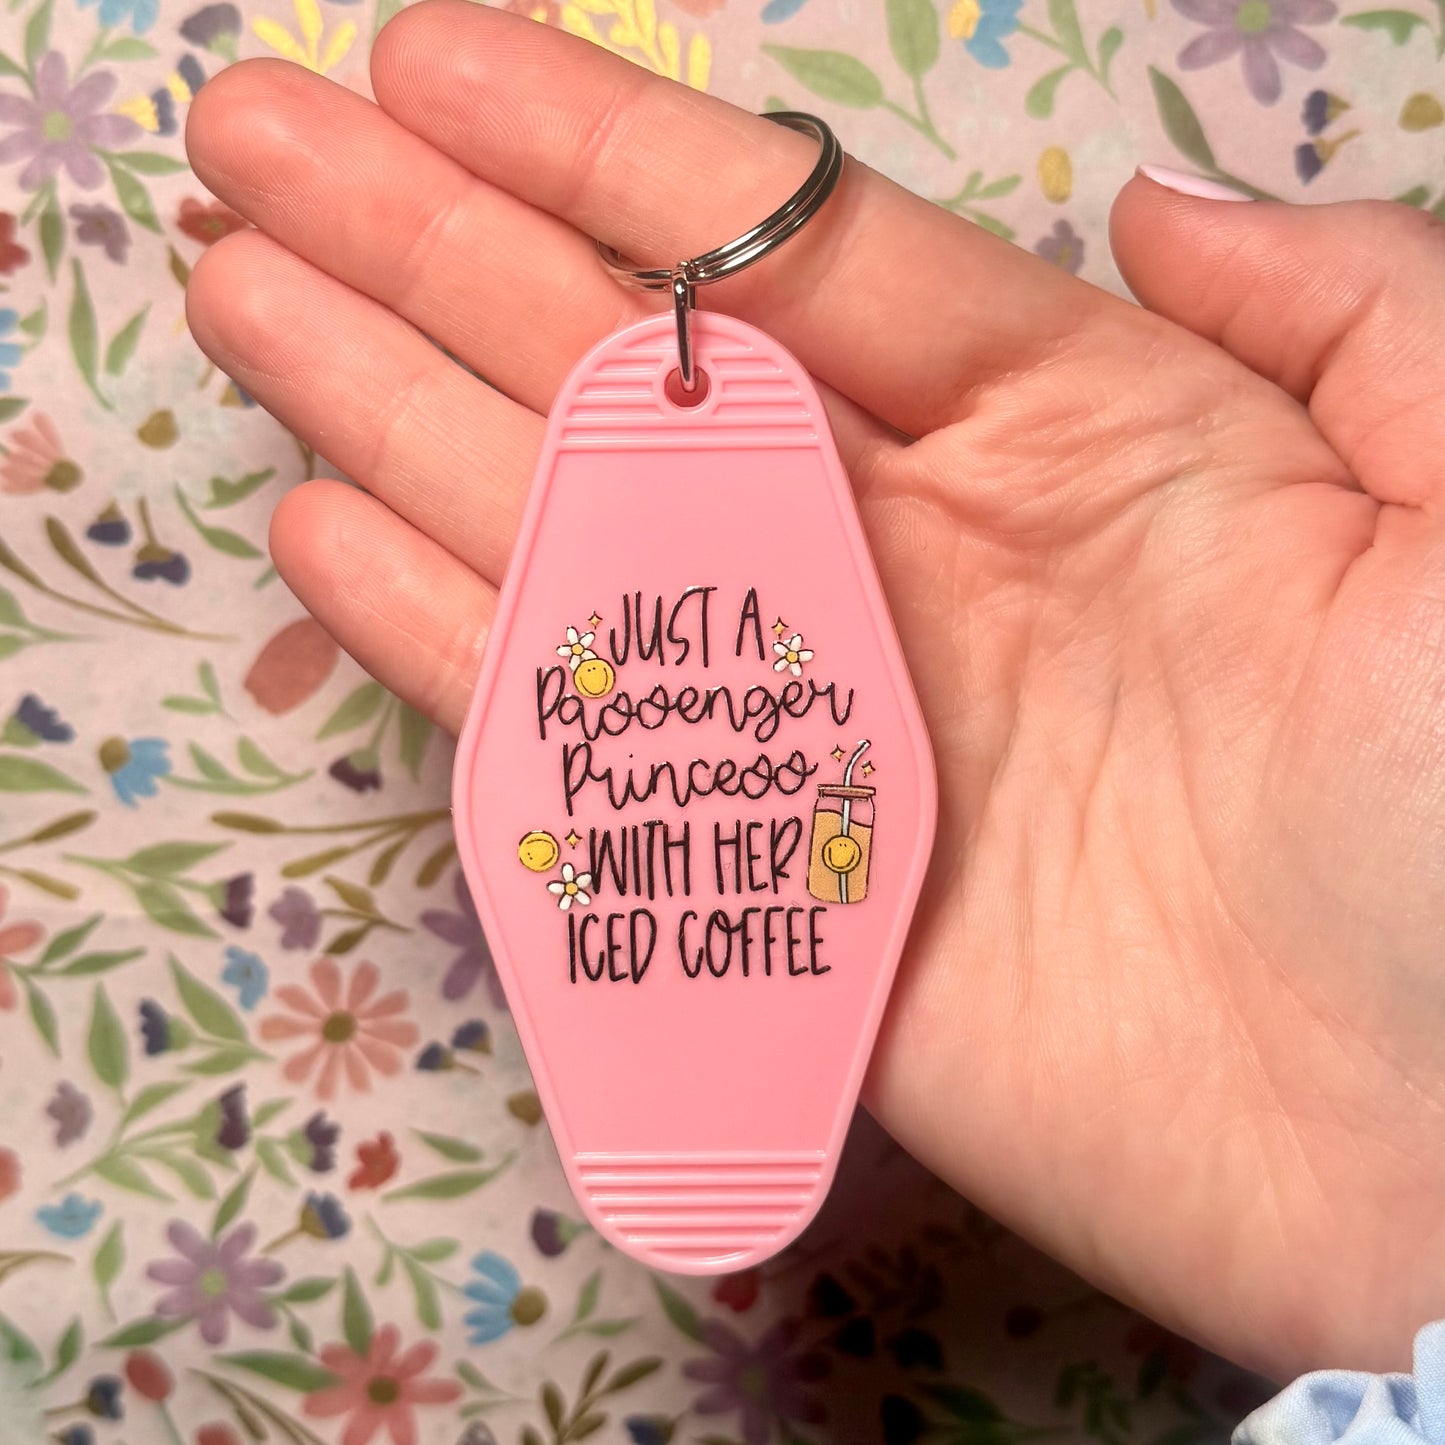 JUST A
Passenger
Princess
WITH HER
ICED COFFEE